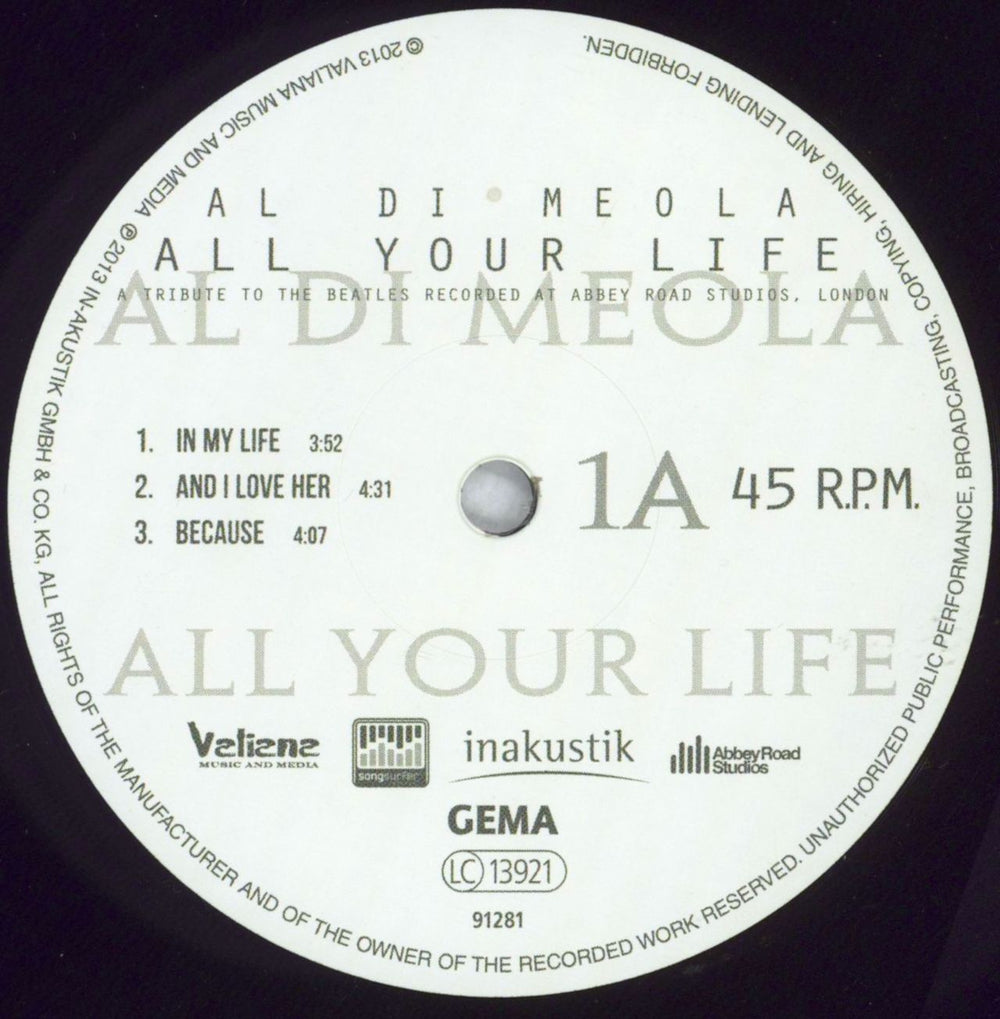 AL DI MEOLA
ALL YOUR LIFE
A TRIBUTE TO THE BEATLES RECORDED AT ABBEY ROAD STUDIOS, LONDON
AL DI MEOLA
1. IN MY LIFE 3:52
2. AND I LOVE HER 4:31
3. BECAUSE 4:07
1A 45 R.P.M.
ALL YOUR LIFE
Valiana
MUSIC AND MEDIA
songsurfer
inakustik
Abbey Road
Studios
GEMA
LC 13921
91281
© 2013 VALIANA MUSIC AND MEDIA ℗ 2013 IN-AKUSTIK GMBH & CO. KG, ALL RIGHTS OF THE MANUFACTURER AND OF THE OWNER OF THE RECORDED WORK RESERVED. UNAUTHORIZED PUBLIC PERFORMANCE, BROADCASTING, COPYING, HIRING AND LENDING FORBIDDEN.